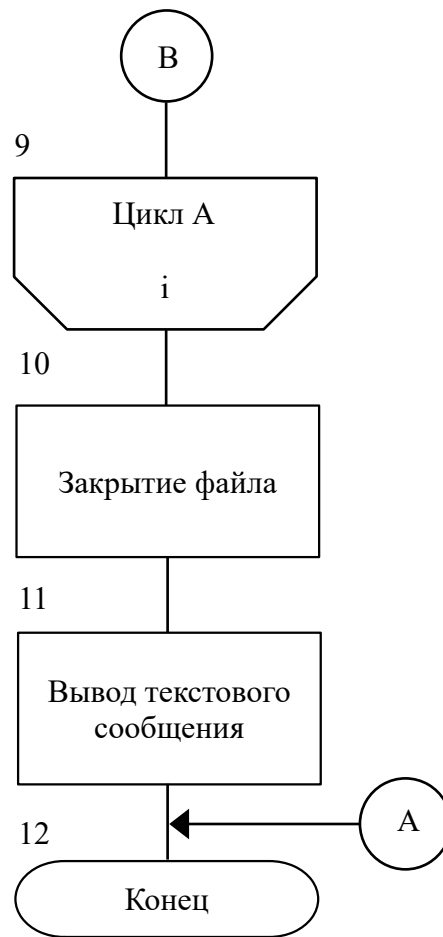 В
9
Цикл А
i
10
Закрытие файла
11
Вывод текстового
сообщения
12
А
Конец